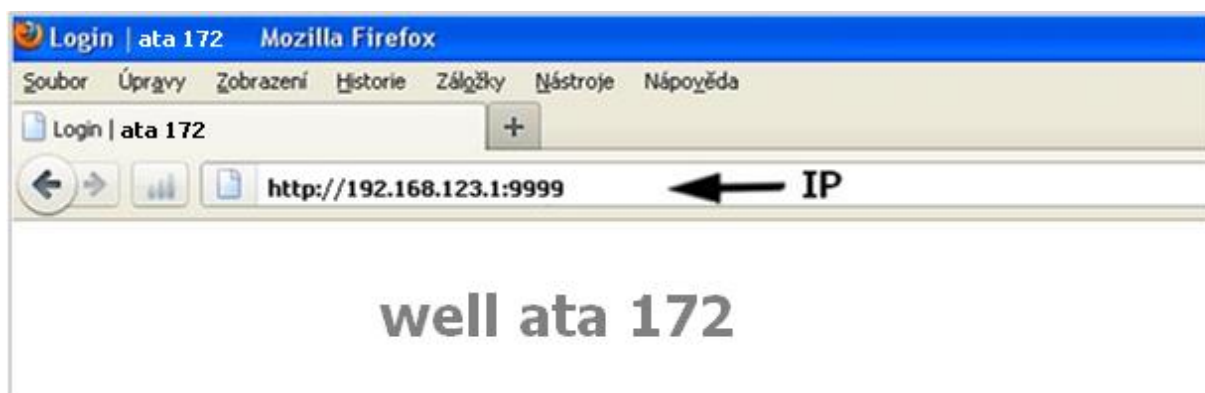 Login | ata 172 Mozilla Firefox
Soubor Úpravy Zobrazení Historie Záložky Nástroje Nápověda
Login | ata 172 +
http://192.168.123.1:9999 IP
well ata 172